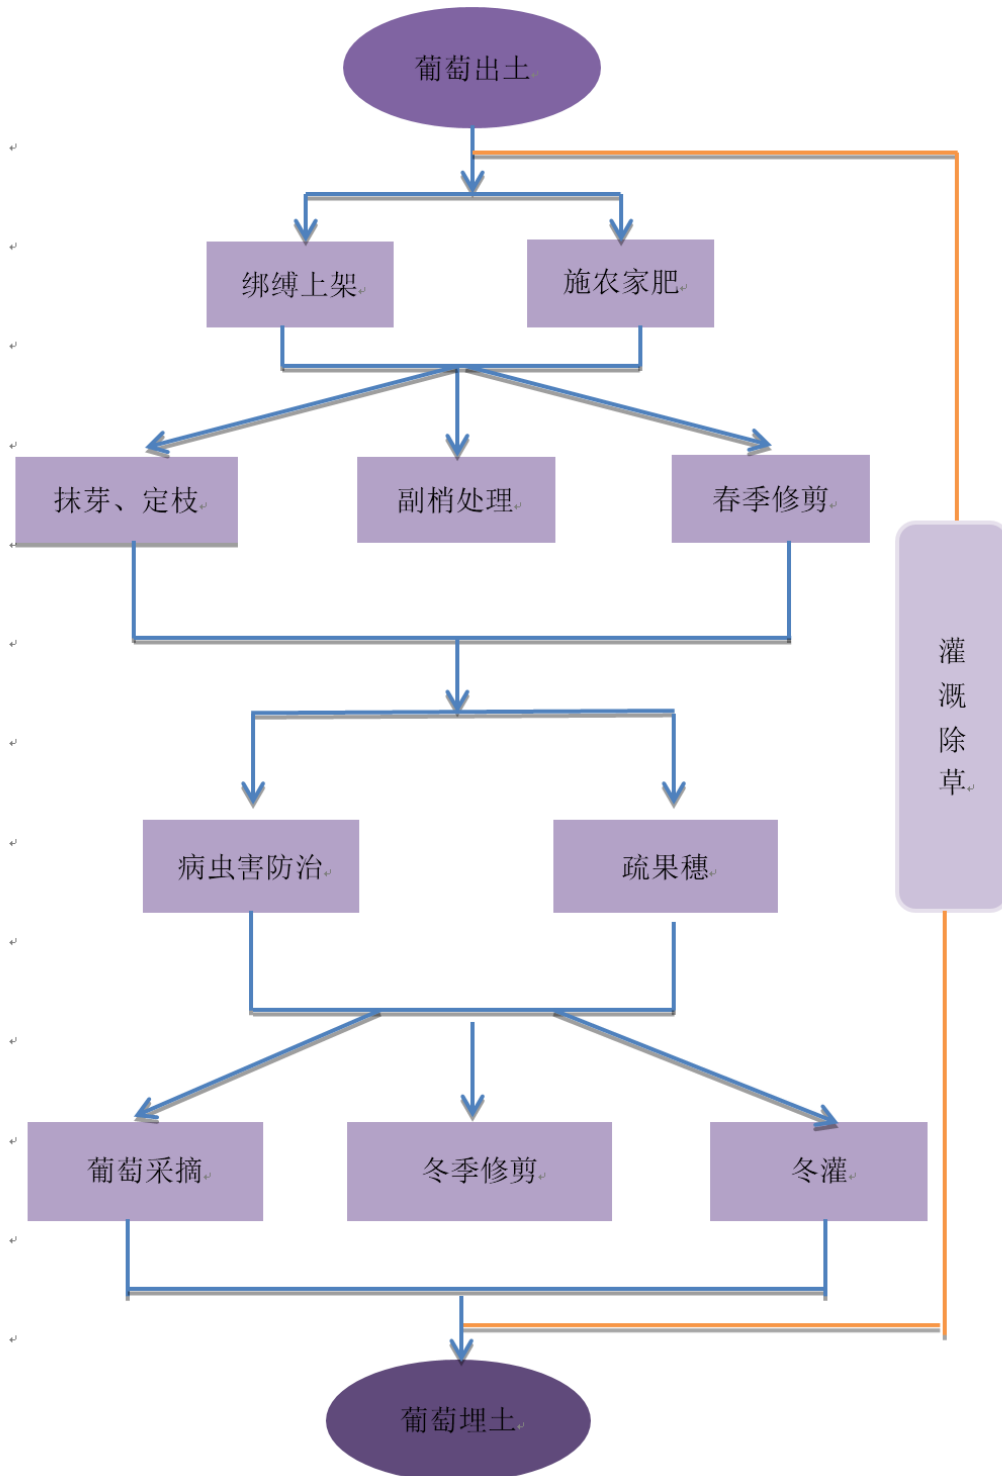 葡萄出土
绑缚上架
施农家肥
抹芽、定枝
副梢处理
春季修剪
灌
溉
除
草
病虫害防治
疏果穗
葡萄采摘
冬季修剪
冬灌
葡萄埋土